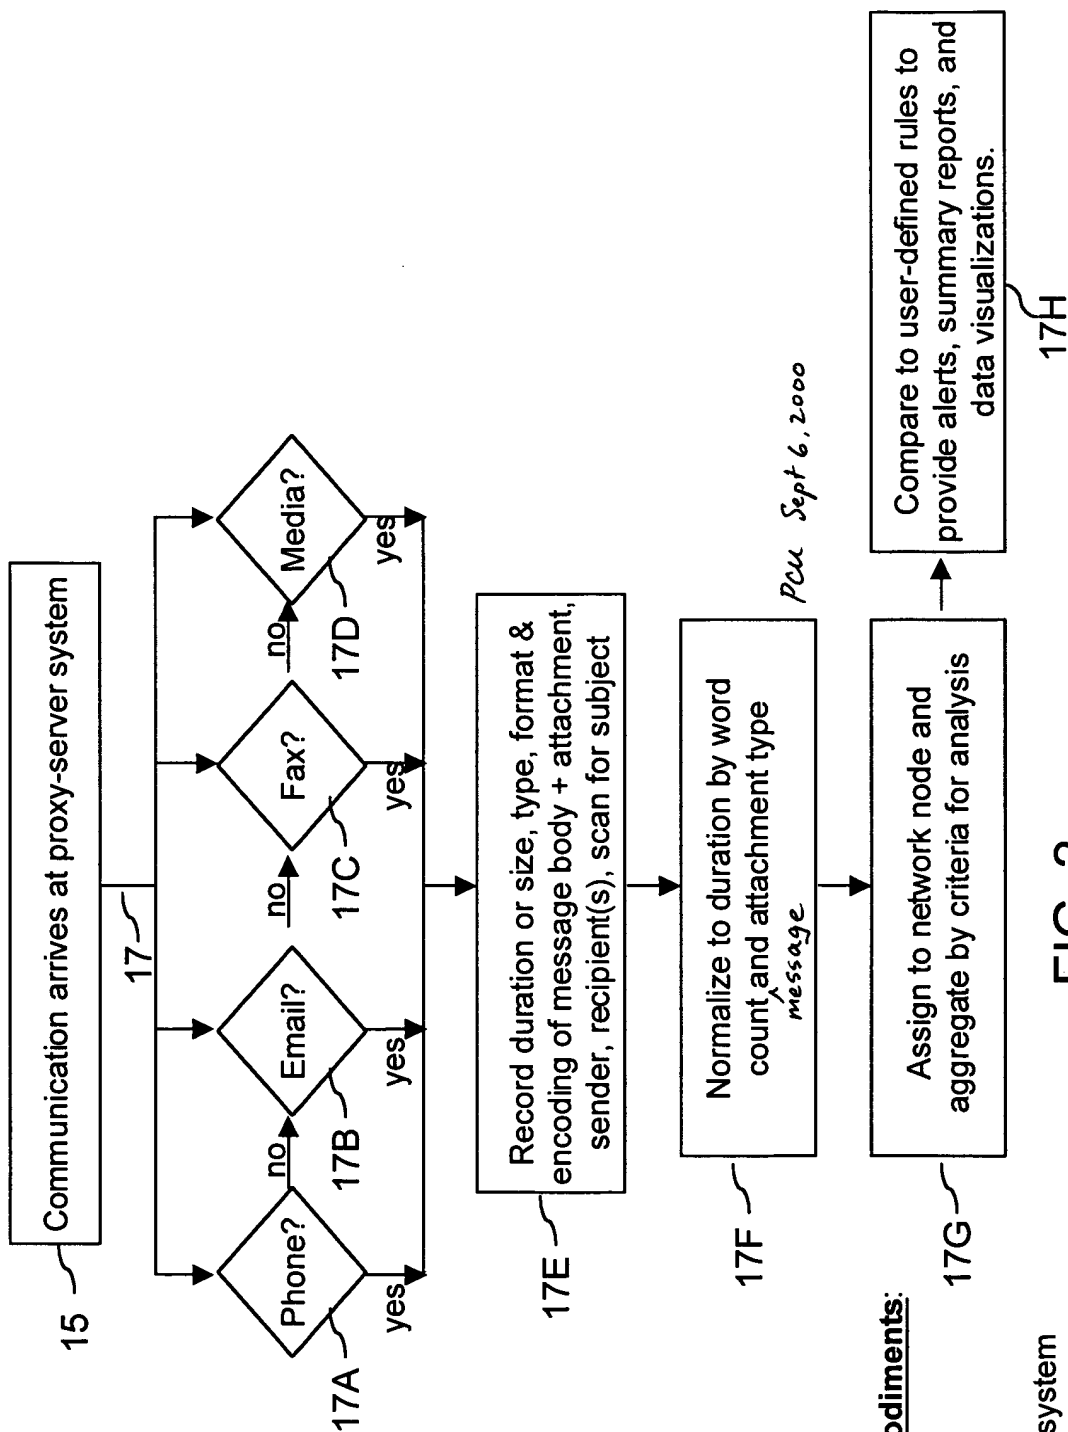 Communication arrives at proxy-server system
15
17
Phone?
no
Email?
no
Fax?
no
Media?
17A
17B
17C
17D
yes
yes
yes
yes
Record duration or size, type, format &
encoding of message body + attachment,
sender, recipient(s), scan for subject
17E
Normalize to duration by word
count and attachment type
message
17F
PCU Sept 6, 2000
Assign to network node and
aggregate by criteria for analysis
17G
Compare to user-defined rules to
provide alerts, summary reports, and
data visualizations.
17H
odiments:
system